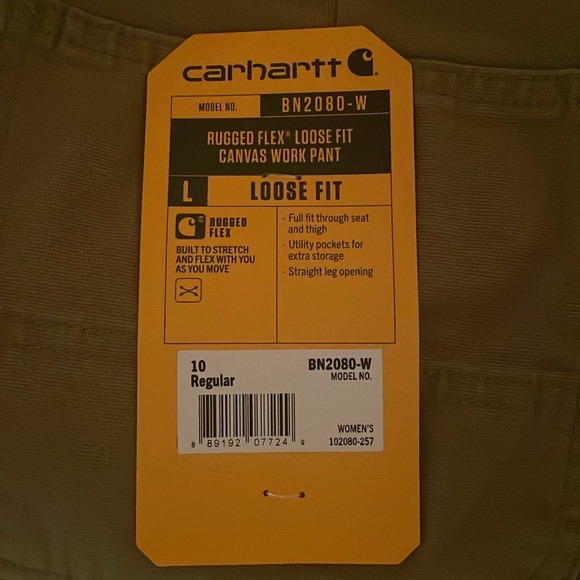 carhartt
MODEL NO. BN2080-W
RUGGED FLEX® LOOSE FIT
CANVAS WORK PANT
L LOOSE FIT
RUGGED
FLEX
BUILT TO STRETCH
AND FLEX WITH YOU
AS YOU MOVE
· Full fit through seat
and thigh
· Utility pockets for
extra storage
· Straight leg opening
10
Regular
BN2080-W
MODEL NO.
8 89192 07724 9
WOMEN'S
102080-257